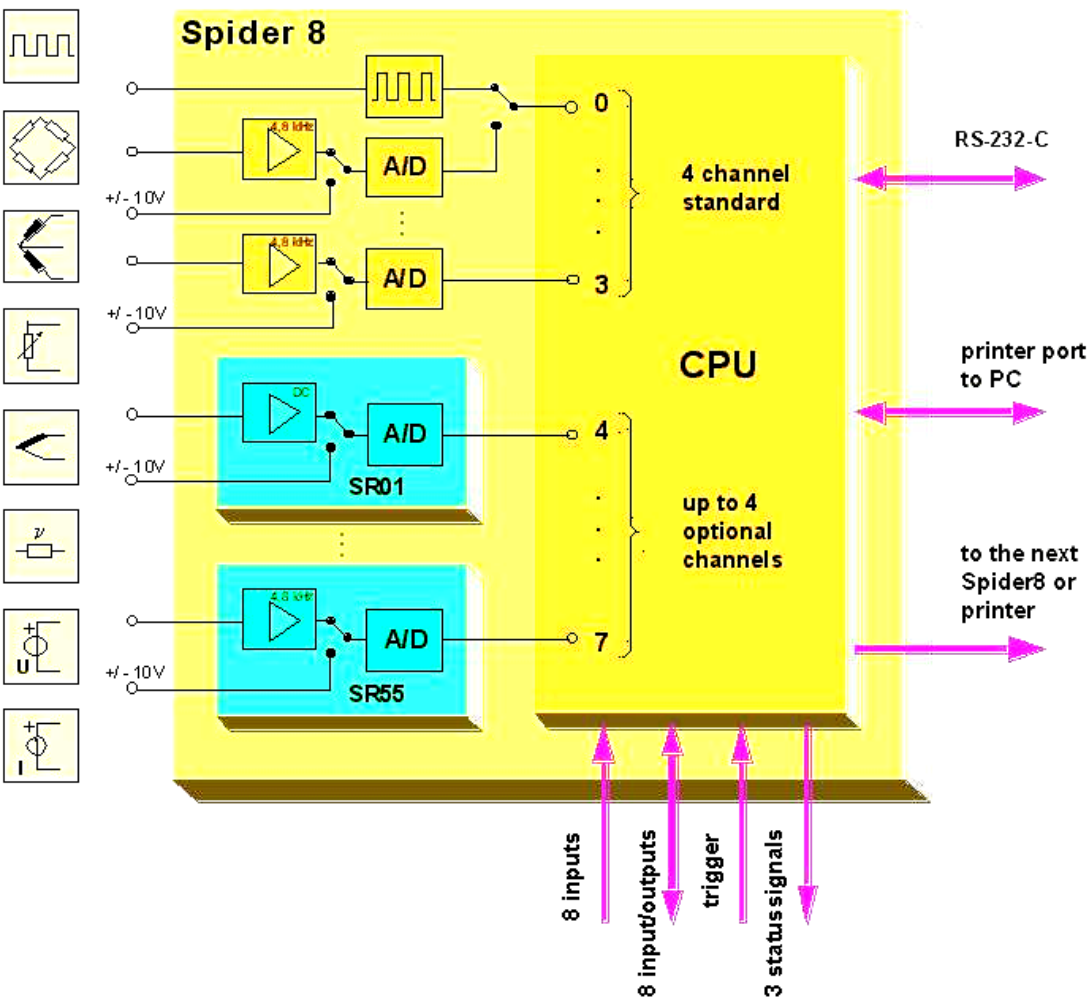 Spider 8
4,8 kHz
A/D
+/-10V
4,8 kHz
A/D
+/-10V
0
3
4 channel
standard
CPU
DC
A/D
+/-10V
SR01
4
up to 4
optional
channels
4,8 kHz
A/D
+/-10V
SR55
7
RS-232-C
printer port
to PC
to the next
Spider8 or
printer
ν
+
U
+
I
8 inputs
8 input/outputs
trigger
3 statussignals